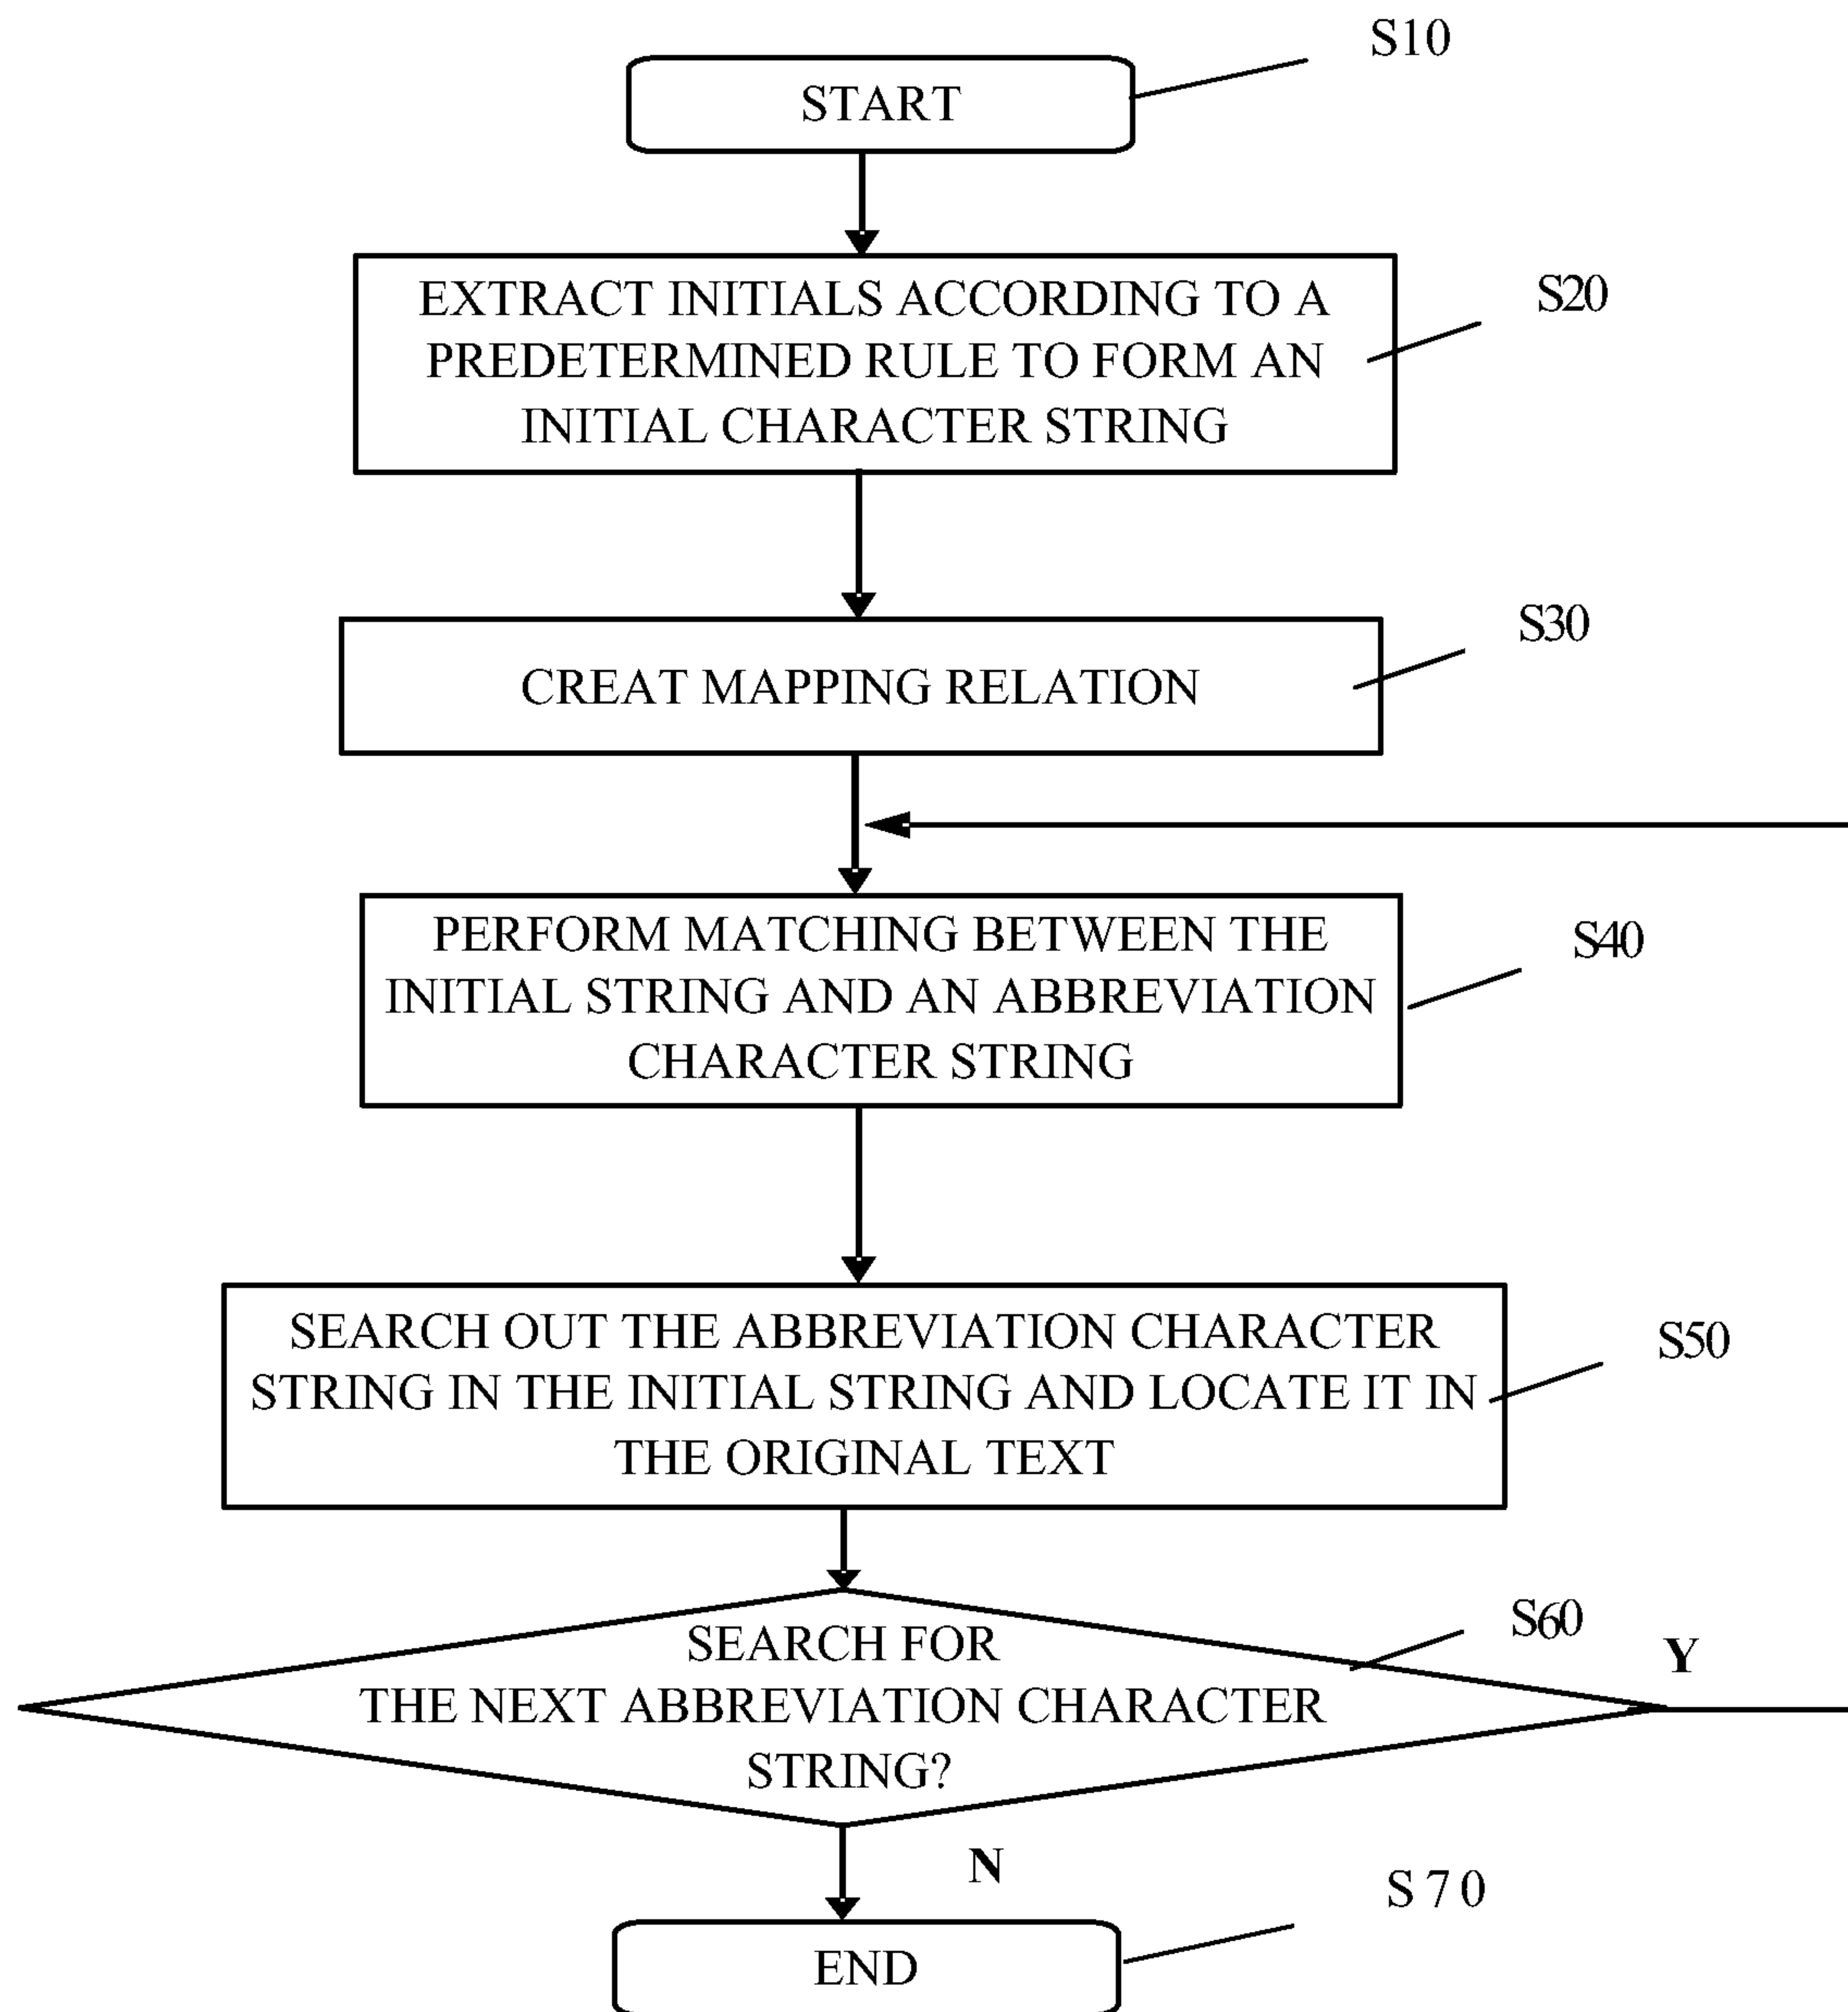 S10
START
EXTRACT INITIALS ACCORDING TO A
PREDETERMINED RULE TO FORM AN
INITIAL CHARACTER STRING
S20
S30
CREAT MAPPING RELATION
PERFORM MATCHING BETWEEN THE
INITIAL STRING AND AN ABBREVIATION
CHARACTER STRING
S40
SEARCH OUT THE ABBREVIATION CHARACTER
STRING IN THE INITIAL STRING AND LOCATE IT IN
THE ORIGINAL TEXT
S50
SEARCH FOR
THE NEXT ABBREVIATION CHARACTER
STRING?
S60
Y
N
S 7 0
END